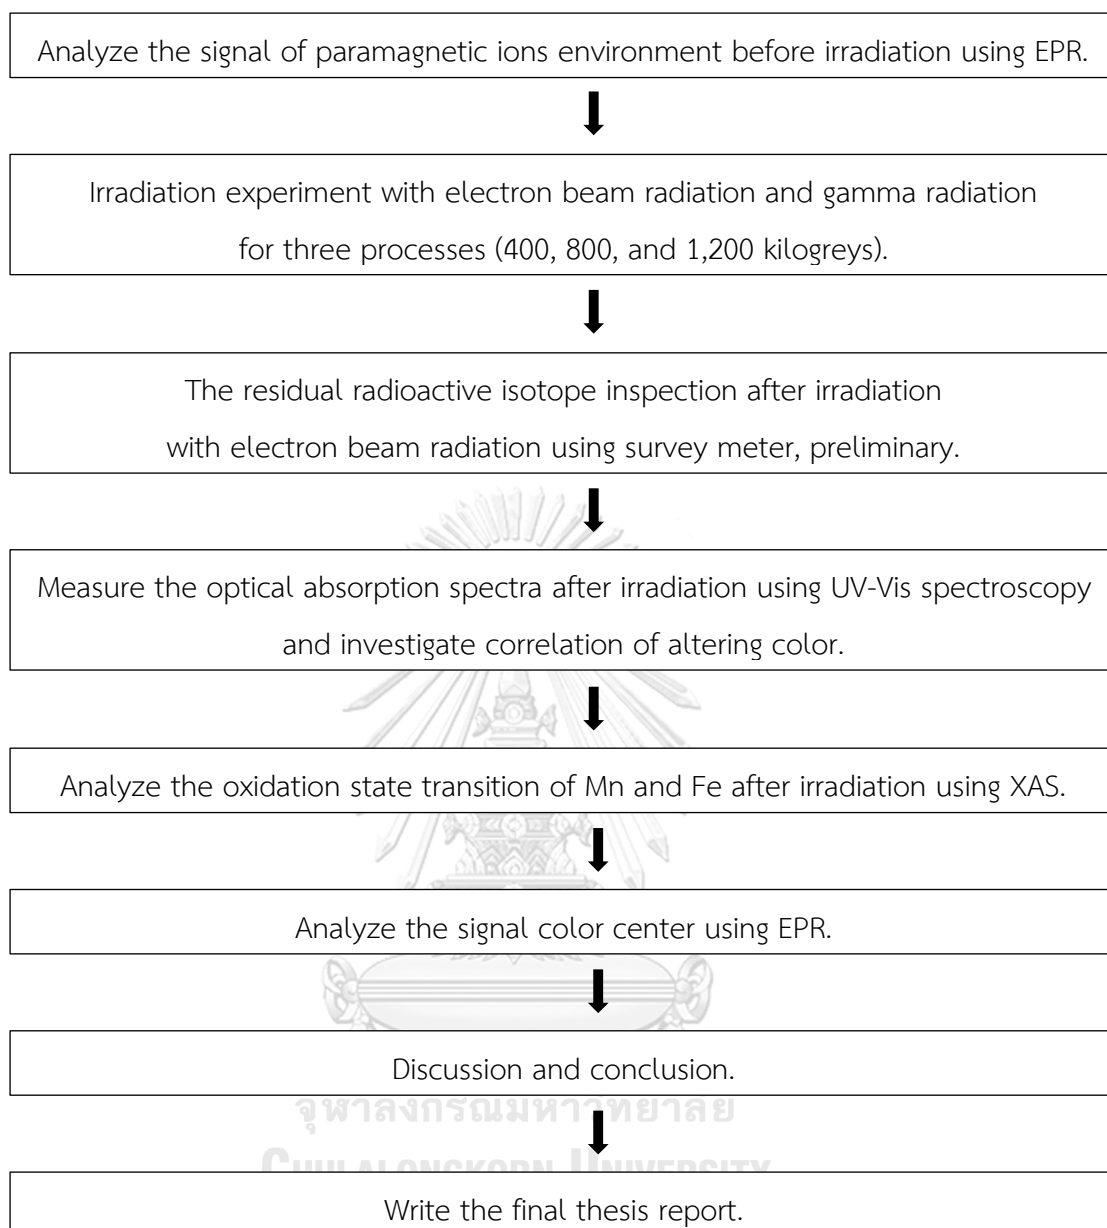 Analyze the signal of paramagnetic ions environment before irradiation using EPR.
Irradiation experiment with electron beam radiation and gamma radiation
for three processes (400, 800, and 1,200 kilogreys).
The residual radioactive isotope inspection after irradiation
with electron beam radiation using survey meter, preliminary.
Measure the optical absorption spectra after irradiation using UV-Vis spectroscopy
and investigate correlation of altering color.
Analyze the oxidation state transition of Mn and Fe after irradiation using XAS.
Analyze the signal color center using EPR.
Discussion and conclusion.
จุฬาลงกรณ์มหาวิทยาลัย
CHULALONGKORN UNIVERSITY
Write the final thesis report.